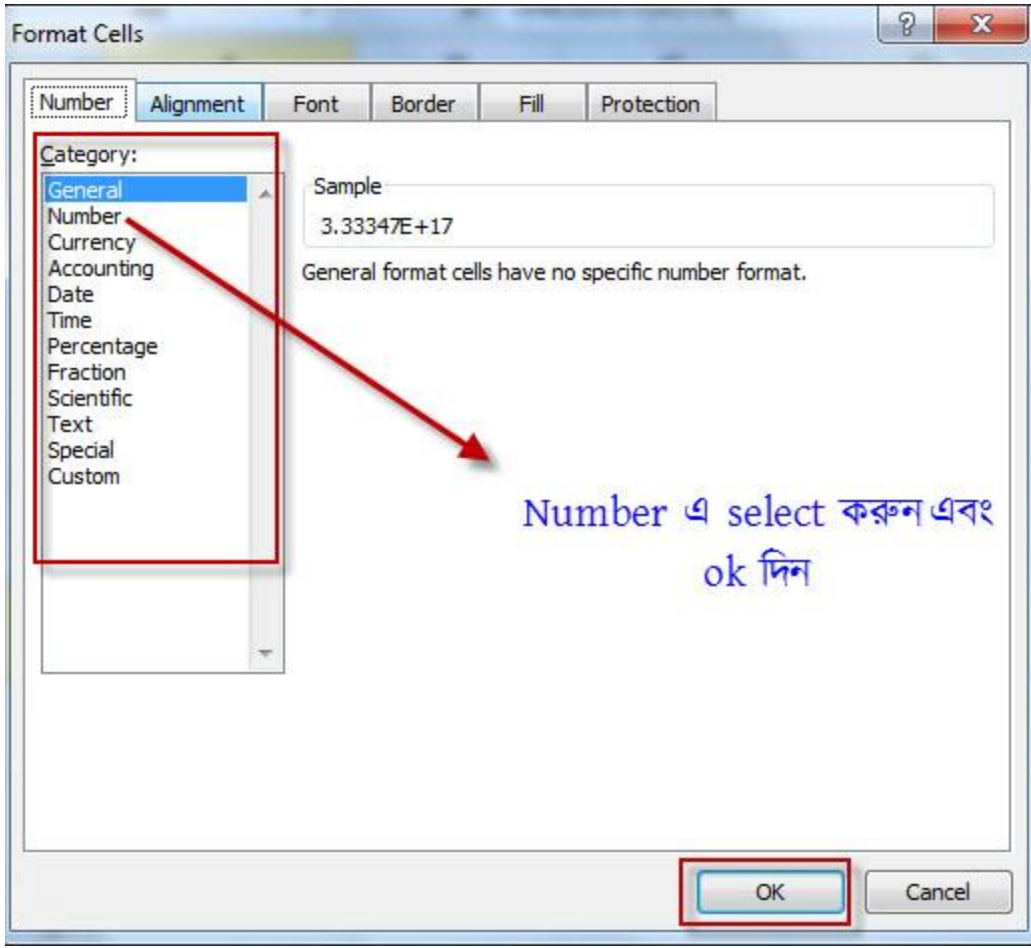 Format Cells
Number Alignment Font Border Fill Protection
Category:
General
Number
Currency
Accounting
Date
Time
Percentage
Fraction
Scientific
Text
Special
Custom
Sample
3.33347E+17
General format cells have no specific number format.
Number এ select করুন এবং
ok দিন
OK Cancel